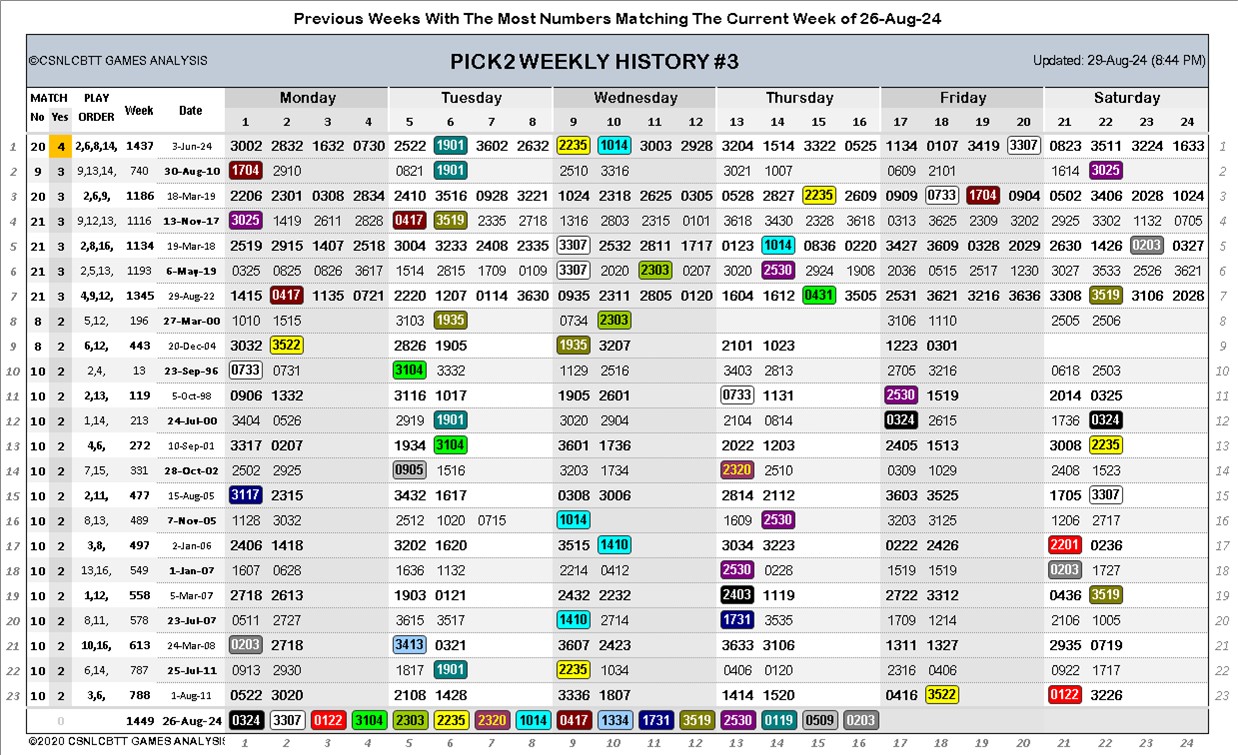 Previous Weeks With The Most Numbers Matching The Current Week of 26-Aug-24
©CSNLCBTT GAMES ANALYSIS PICK2 WEEKLY HISTORY #3 Updated: 29-Aug-24 (8:44 PM)
MATCH PLAY Week Date Monday Tuesday Wednesday Thursday Friday Saturday
No Yes ORDER 1 2 3 4 5 6 7 8 9 10 11 12 13 14 15 16 17 18 19 20 21 22 23 24
1 20 4 2,6,8,14, 1437 3-Jun-24 3002 2832 1632 0730 2522 1901 7602 2632 2235 1014 3003 2928 3204 1514 3322 0525 1134 0107 3419 3307 0823 3511 3224 1633 1
2 9 3 9,13,14, 740 30-Aug-10 1704 2910 0821 1901 2510 3316 3021 1007 0609 2101 1614 3025 2
3 20 3 2,6,9, 1186 18-Mar-19 2206 2301 0308 2834 2410 3516 0928 3221 1024 2318 2625 0305 0528 2827 2235 2609 0909 0733 1704 0904 0502 3406 2028 1024 3
4 21 3 9,12,13, 1116 13-Nov-17 3025 1419 2611 2828 0417 3519 2335 2718 1316 2803 2315 0101 3618 3430 2328 3618 0313 3625 2309 3202 2925 3302 1132 0705 4
5 21 3 2,8,16, 1134 19-Mar-18 2519 2915 1407 2518 3004 3233 2408 2335 3307 2532 2811 1717 0123 1014 0836 0220 3427 3609 0328 2029 2630 1426 0203 0327 5
6 21 3 2,5,13, 1193 6-May-19 0325 0825 0826 3617 1514 2815 1709 0109 3307 2020 2303 0207 3020 2530 2924 1908 2036 0515 2517 1230 3027 3533 2526 3621 6
7 21 3 4,9,12, 1345 29-Aug-22 1415 0417 1135 0721 2220 1207 0114 3630 0935 2311 2805 0120 1604 1612 0431 3505 2531 3621 3216 3636 3308 3519 3106 2028 7
8 8 2 5,12, 196 27-Mar-00 1010 1515 3103 1935 0734 2303 3106 1110 2505 2506 8
9 8 2 6,12, 443 20-Dec-04 3032 3522 2826 1905 1935 3207 2101 1023 1223 0301 9
10 10 2 2,4, 13 23-Sep-96 0733 0731 3104 3332 1129 2516 3403 2813 2705 3216 0618 2503 10
11 10 2 2,13, 119 5-Oct-98 0906 1332 3116 1017 1905 2601 0733 1131 2530 1519 2014 0325 11
12 10 2 1,14, 213 24-Jul-00 3404 0526 2919 1901 3020 2904 2104 0814 0324 2615 1736 0324 12
13 10 2 4,6, 272 10-Sep-01 3317 0207 1934 3104 3601 1736 2022 1203 2405 1513 3008 2235 13
14 10 2 7,15, 331 28-Oct-02 2502 2925 0905 1516 3203 1734 2320 2510 0309 1029 2408 1523 14
15 10 2 2,11, 477 15-Aug-05 3117 2315 3432 1617 0308 3006 2814 2112 3603 3525 1705 3307 15
16 10 2 8,13, 489 7-Nov-05 1128 3032 2512 1020 0715 1014 1609 2530 3203 3125 1206 2717 16
17 10 2 3,8, 497 2-Jan-06 2406 1418 3202 1620 3515 1410 3034 3223 0222 2426 2201 0236 17
18 10 2 13,16, 549 1-Jan-07 1607 0628 1636 1132 2214 0412 2530 0228 1519 1519 0203 1727 18
19 10 2 1,12, 558 5-Mar-07 2718 2613 1903 0121 2432 2232 2403 1119 2722 3312 0436 3519 19
20 10 2 8,11, 578 23-Jul-07 0511 2727 3615 3517 1410 2714 1731 3535 1709 1214 2106 1005 20
21 10 2 10,16, 613 24-Mar-08 0203 2718 3413 0321 3607 2423 3633 3106 1311 1327 2935 0719 21
22 10 2 6,14, 787 25-Jul-11 0913 2930 1817 1901 2235 1034 0406 0120 2316 0406 0922 1717 22
23 10 2 3,6, 788 1-Aug-11 0522 3020 2108 1428 3336 1807 1414 1520 0416 3522 0122 3226 23
0 1449 26-Aug-24 0324 3307 0122 3104 2303 2235 2320 1014 0417 1334 1731 3519 2530 0119 0509 0203
©2020 CSNLCBTT GAMES ANALYSIS 1 2 3 4 5 6 7 8 9 10 11 12 13 14 15 16 17 18 19 20 21 22 23 24